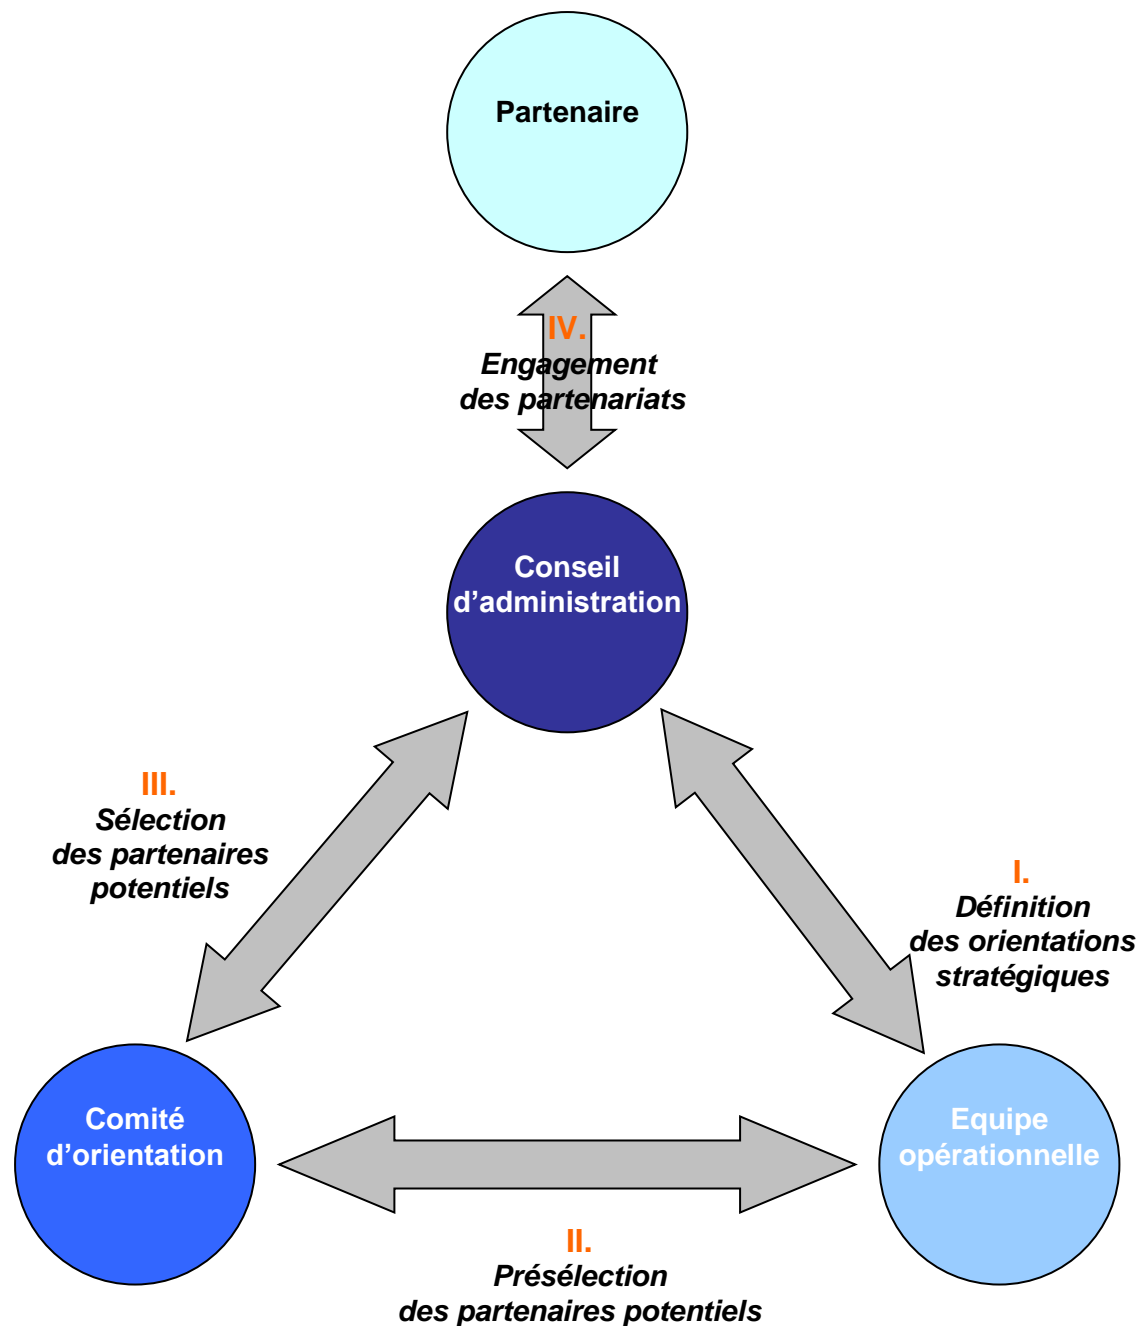 Partenaire
IV.
Engagement
des partenariats
Conseil
d’administration
III.
Sélection
des partenaires
potentiels
I.
Définition
des orientations
stratégiques
Comité
d’orientation
Equipe
opérationnelle
II.
Présélection
des partenaires potentiels